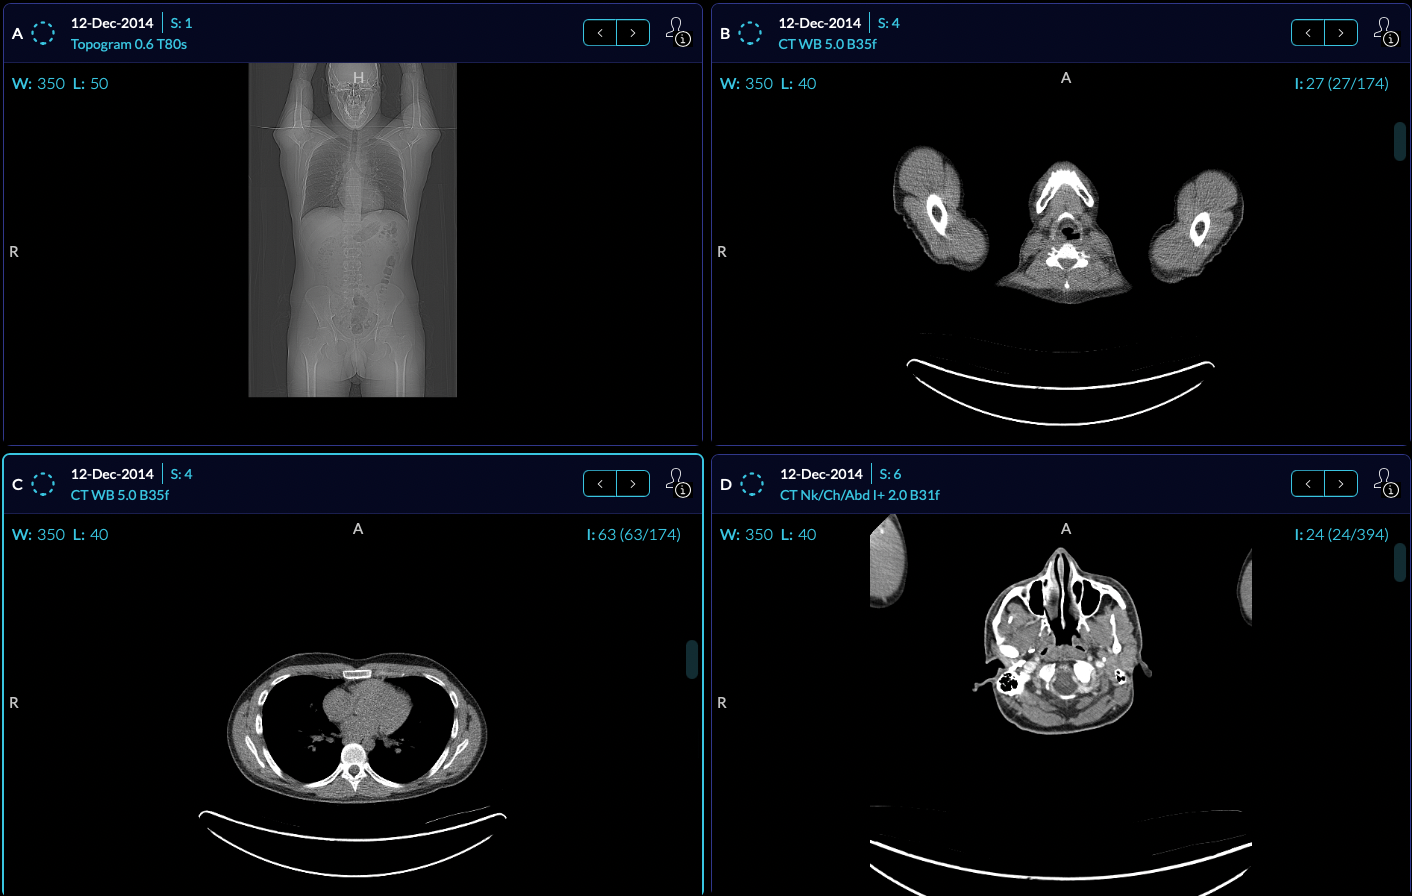 A 12-Dec-2014 S: 1
Topogram 0.6 T80s
W: 350 L: 50
H
R
B 12-Dec-2014 S: 4
CT WB 5.0 B35f
W: 350 L: 40
A
I: 27 (27/174)
R
C 12-Dec-2014 S: 4
CT WB 5.0 B35f
W: 350 L: 40
A
I: 63 (63/174)
R
D 12-Dec-2014 S: 6
CT Nk/Ch/Abd I+ 2.0 B31f
W: 350 L: 40
A
I: 24 (24/394)
R